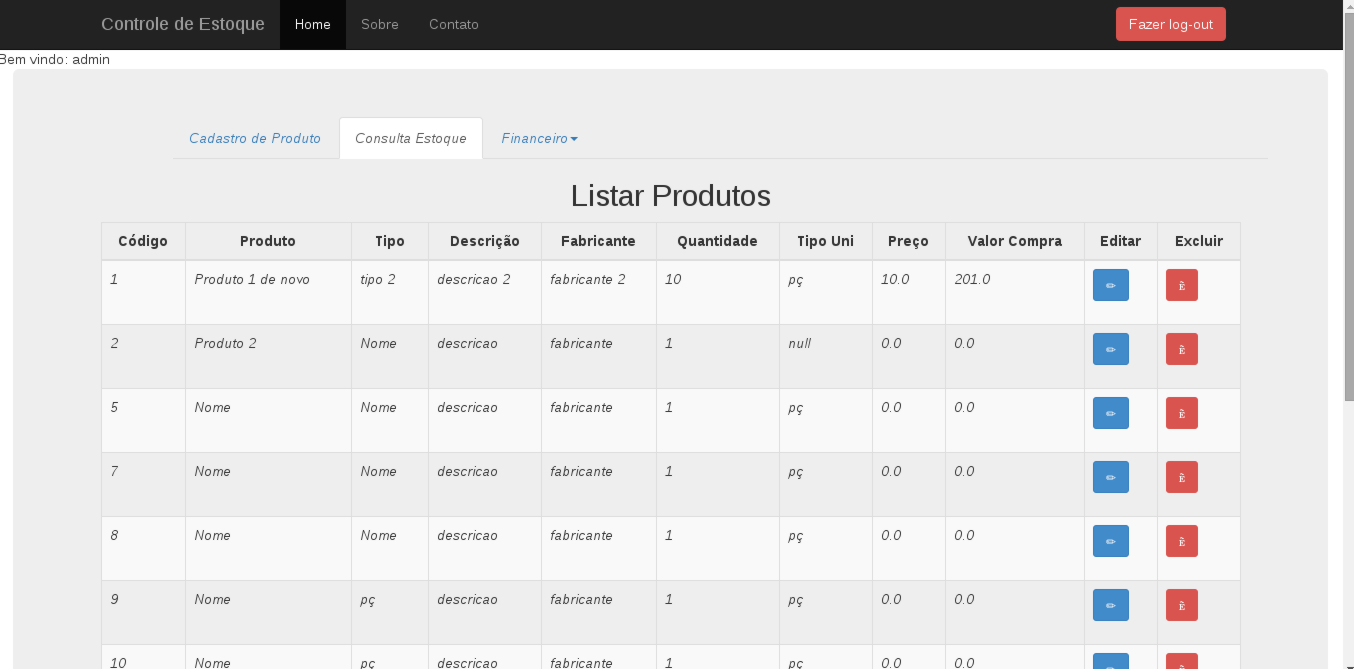 Controle de Estoque Home Sobre Contato Fazer log-out
Bem vindo: admin
Cadastro de Produto Consulta Estoque Financeiro
Listar Produtos
Código Produto Tipo Descrição Fabricante Quantidade Tipo Uni Preço Valor Compra Editar Excluir
1 Produto 1 de novo tipo 2 descricao 2 fabricante 2 10 pç 10.0 201.0
2 Produto 2 Nome descricao fabricante 1 null 0.0 0.0
5 Nome Nome descricao fabricante 1 pç 0.0 0.0
7 Nome Nome descricao fabricante 1 pç 0.0 0.0
8 Nome Nome descricao fabricante 1 pç 0.0 0.0
9 Nome pç descricao fabricante 1 pç 0.0 0.0
10 Nome pç descricao fabricante 1 pç 0.0 0.0